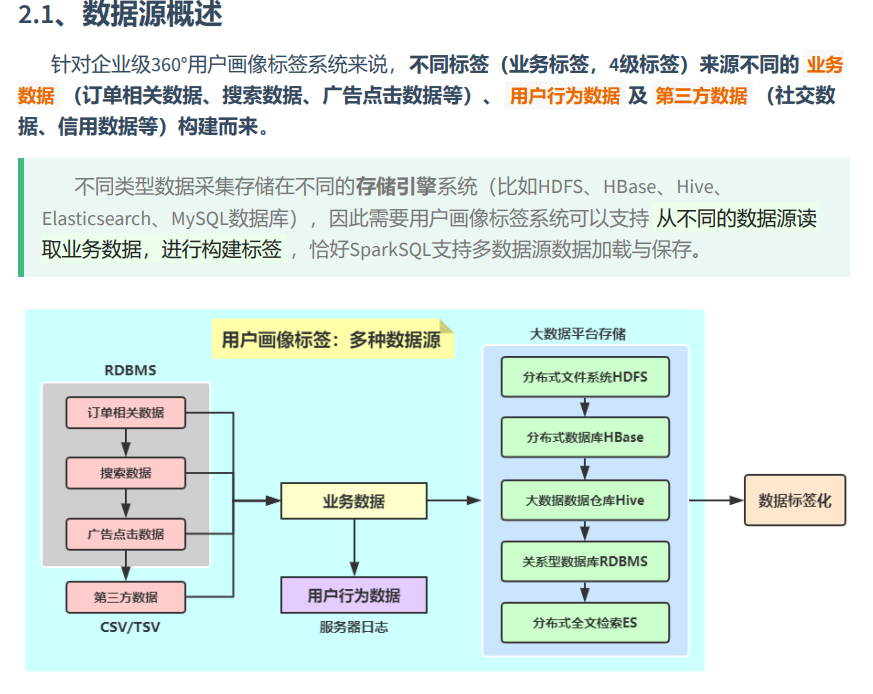 2.1、数据源概述
针对企业级360°用户画像标签系统来说，不同标签（业务标签，4级标签）来源不同的 业务
数据 （订单相关数据、搜索数据、广告点击数据等）、 用户行为数据 及 第三方数据 （社交数
据、信用数据等）构建而来。
不同类型数据采集存储在不同的存储引擎系统（比如HDFS、HBase、Hive、
Elasticsearch、MySQL数据库），因此需要用户画像标签系统可以支持 从不同的数据源读
取业务数据，进行构建标签 ，恰好SparkSQL支持多数据源数据加载与保存。
用户画像标签：多种数据源
RDBMS
订单相关数据
搜索数据
广告点击数据
第三方数据
CSV/TSV
业务数据
用户行为数据
服务器日志
大数据平台存储
分布式文件系统HDFS
分布式数据库HBase
大数据数据仓库Hive
关系型数据库RDBMS
分布式全文检索ES
数据标签化